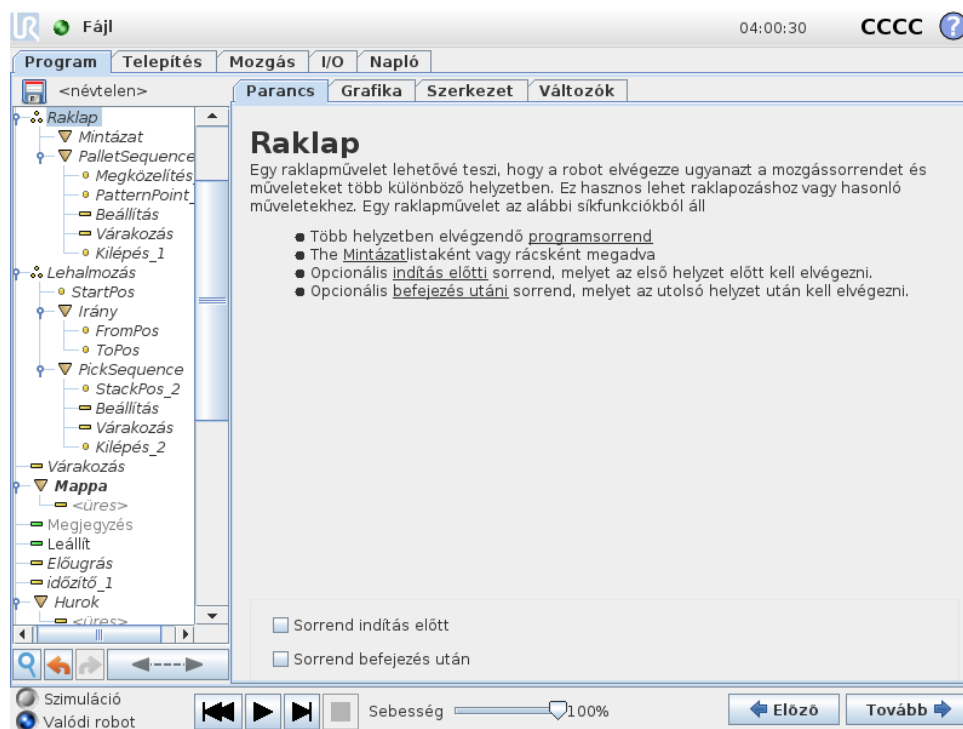 UR Fájl 04:00:30 CCCC ?
Program Telepítés Mozgás I/O Napló
<névtelen>
Parancs Grafika Szerkezet Változók
Raklap
Mintázat
PalletSequence
Megközelítés_
PatternPoint_
Beállítás
Várakozás
Kilépés_1
Lehalmozás
StartPos
Irány
FromPos
ToPos
PickSequence
StackPos_2
Beállítás
Várakozás
Kilépés_2
Várakozás
Mappa
<üres>
Megjegyzés
Leállít
Előugrás
időzítő_1
Hurok
<üres>
Raklap
Egy raklapművelet lehetővé teszi, hogy a robot elvégezze ugyanazt a mozgássorrendet és
műveleteket több különböző helyzetben. Ez hasznos lehet raklapozáshoz vagy hasonló
műveletekhez. Egy raklapművelet az alábbi síkfunkciókból áll
Több helyzetben elvégzendő programsorrend
The Mintázatlistaként vagy rácsként megadva
Opcionális indítás előtti sorrend, melyet az első helyzet előtt kell elvégezni.
Opcionális befejezés utáni sorrend, melyet az utolsó helyzet után kell elvégezni.
Sorrend indítás előtt
Sorrend befejezés után
Szimuláció
Valódi robot
Sebesség 100%
Előző Tovább